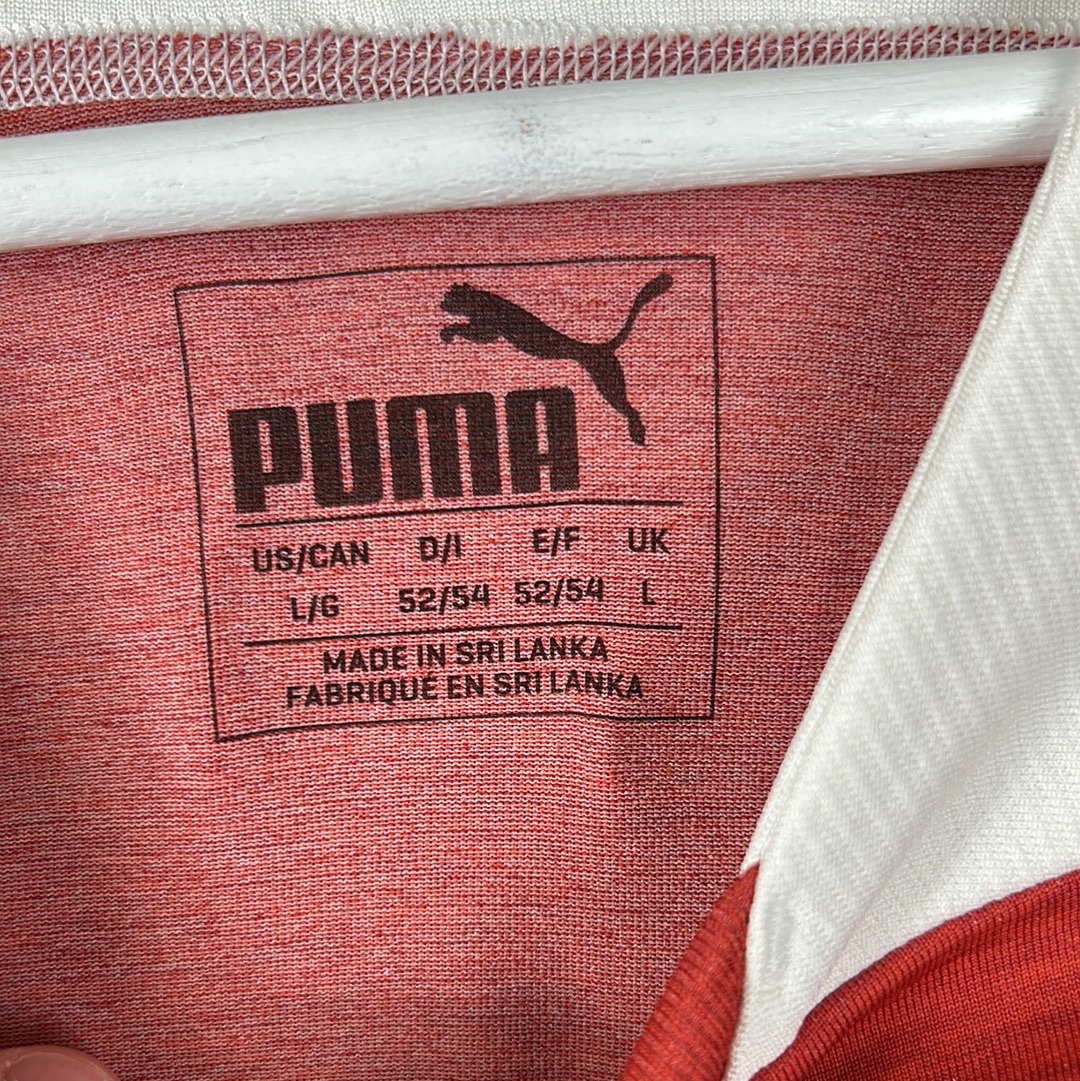 PUMA
US/CAN D/I E/F UK
L/G 52/54 52/54 L
MADE IN SRI LANKA
FABRIQUÉ EN SRI LANKA